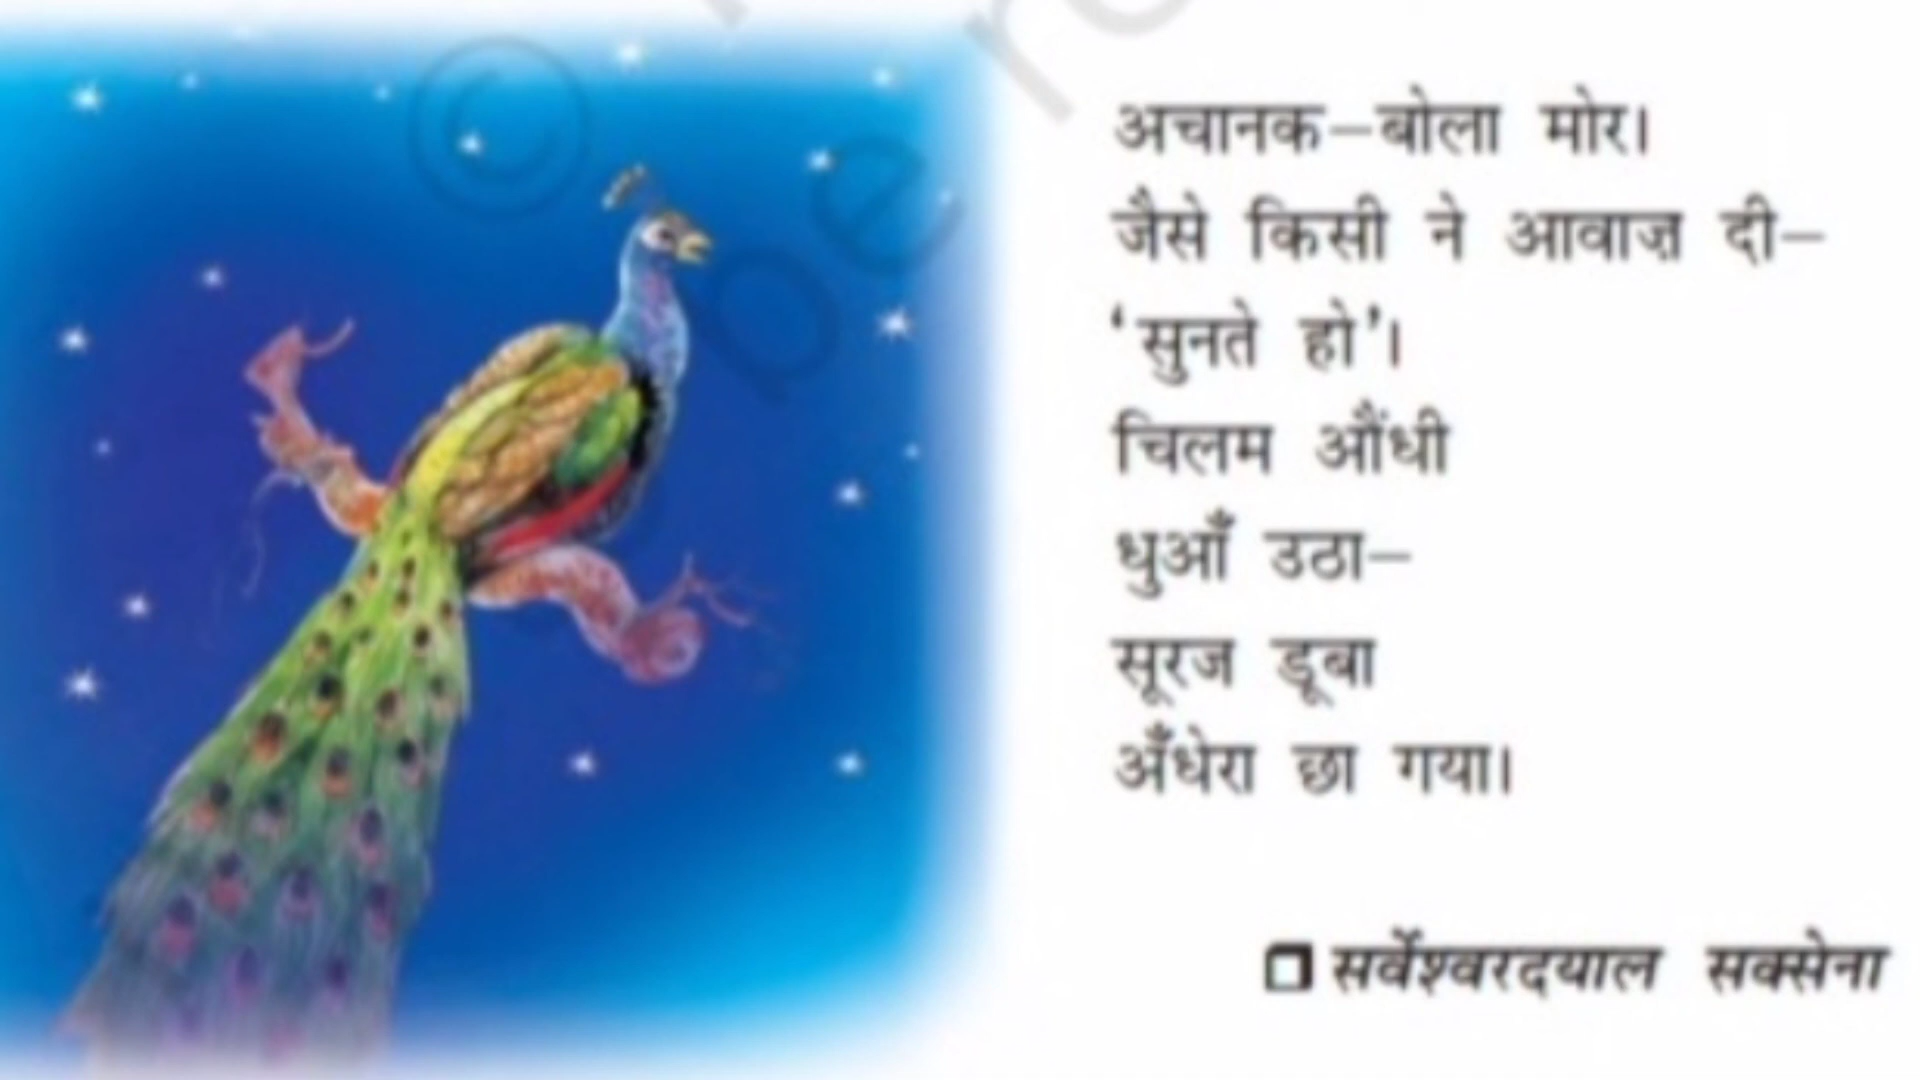 अचानक–बोला मोर।
जैसे किसी ने आवाज़ दी–
‘सुनते हो’।
चिलम औंधी
धुआँ उठा–
सूरज डूबा
अँधेरा छा गया।
❒ सर्वेश्वरदयाल सक्सेना